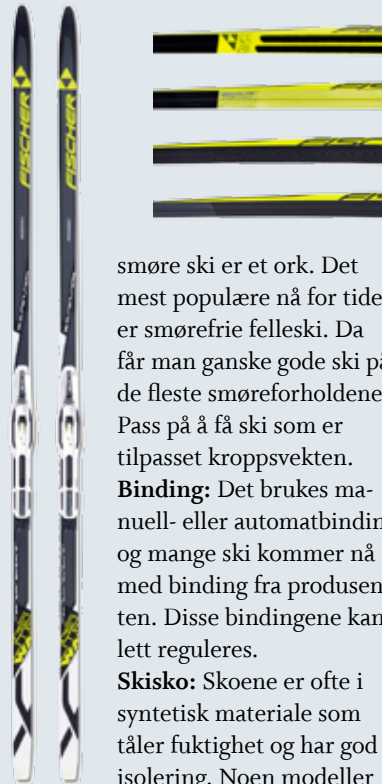 FISCHER
FISCHER
smøre ski er et ork. Det
mest populære nå for tide
er smørefrie felleski. Da
får man ganske gode ski på
de fleste smøreforholdene
Pass på å få ski som er
tilpasset kroppsvekten.
Binding: Det brukes ma-
nuell- eller automatbindin
og mange ski kommer nå
med binding fra produsen
ten. Disse bindingene kan
lett reguleres.
Skisko: Skoene er ofte i
syntetisk materiale som
tåler fuktighet og har god
isolering. Noen modeller